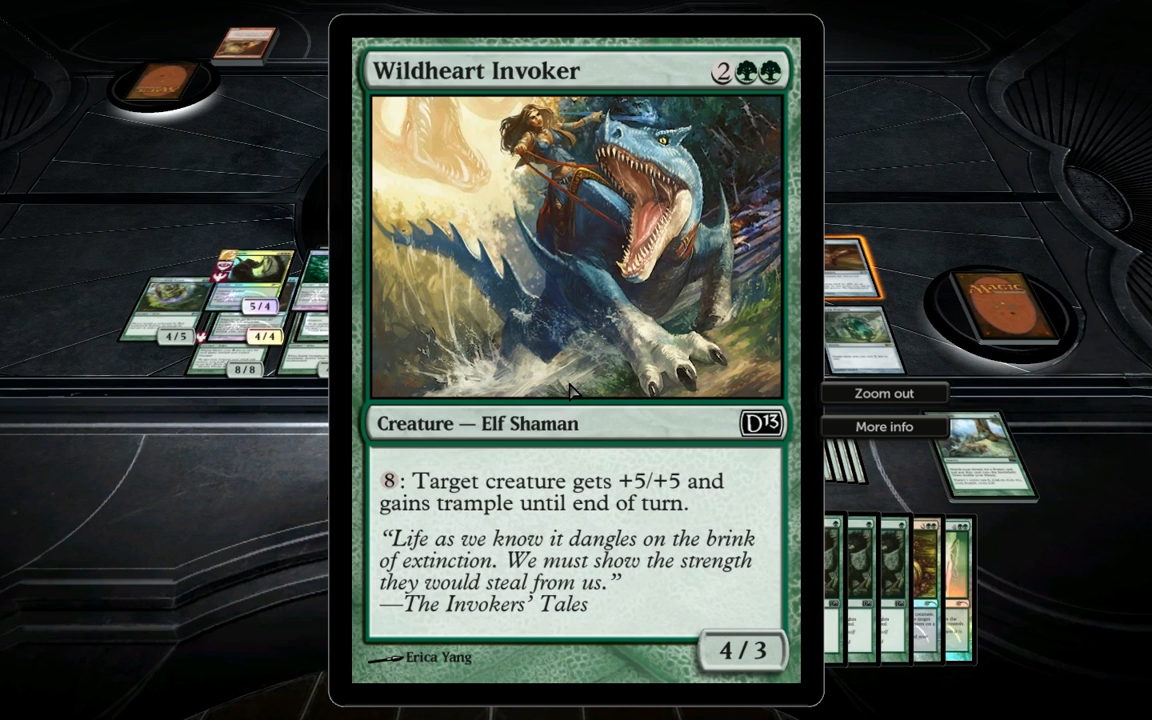 Wildheart Invoker 2
Creature — Elf Shaman D13
8: Target creature gets +5/+5 and
gains trample until end of turn.
“Life as we know it dangles on the brink
of extinction. We must show the strength
they would steal from us.”
—The Invokers’ Tales
4 / 3
Erica Yang
5 / 4
4 / 5
4 / 4
8 / 8
Magic
Zoom out
More info